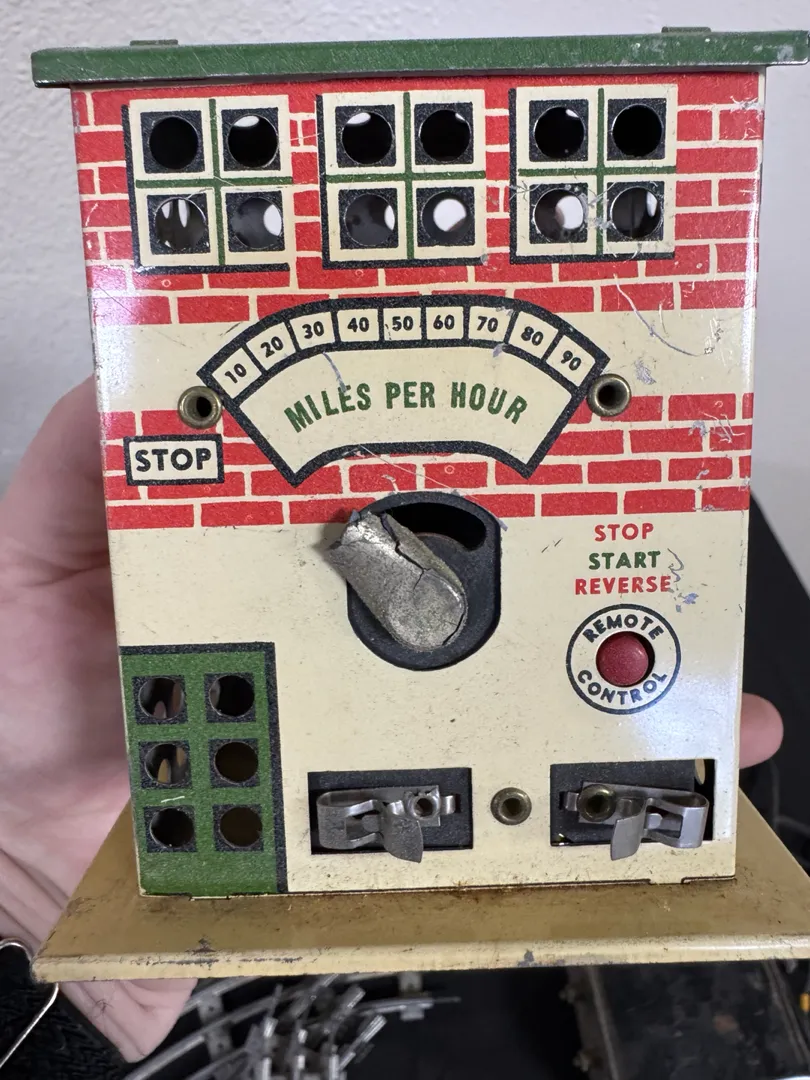 10 20 30 40 50 60 70 80 90
MILES PER HOUR
STOP
STOP
START
REVERSE
REMOTE
CONTROL